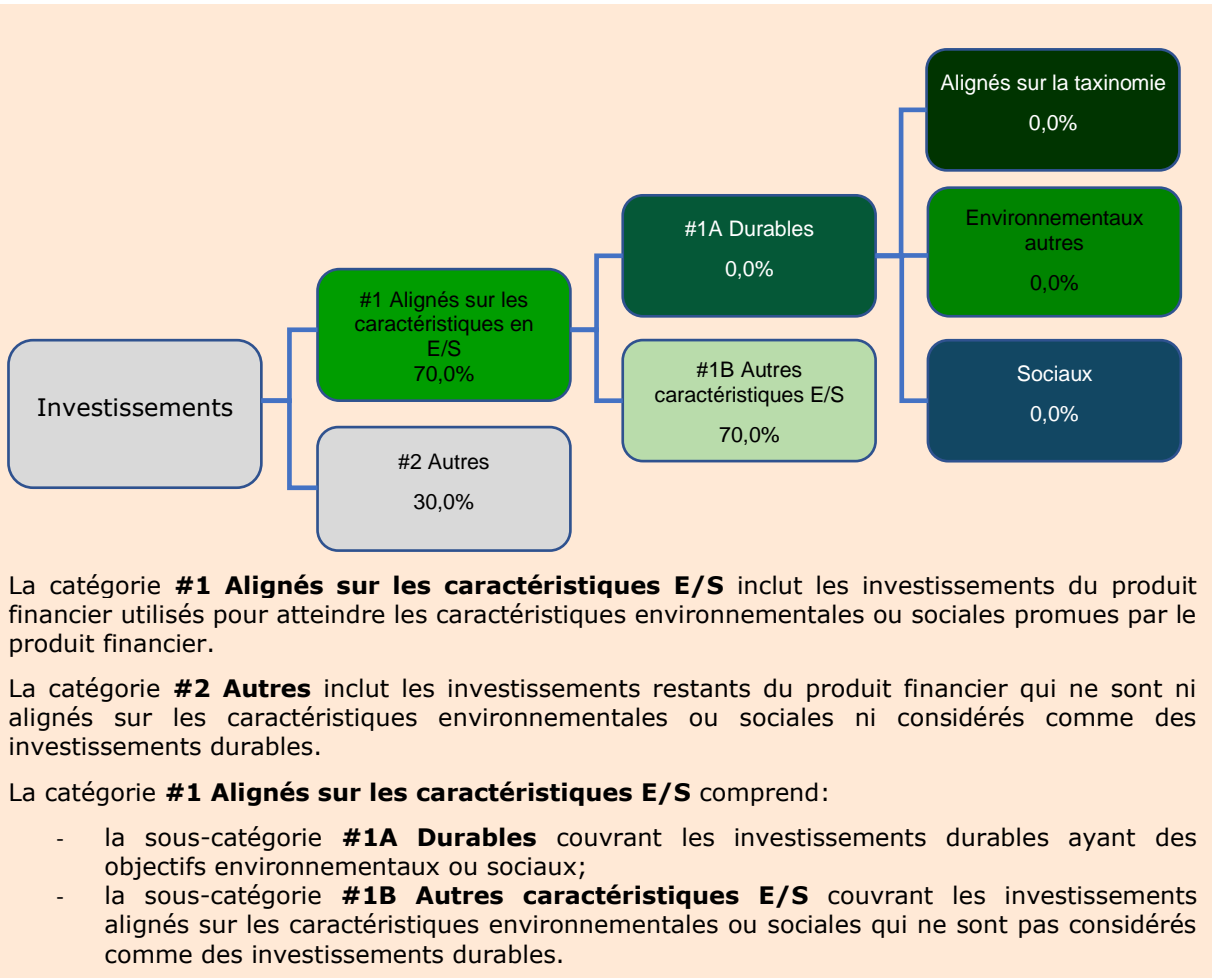 Alignés sur la taxinomie
0,0%
#1A Durables
0,0%
Environnementaux
autres
0,0%
#1 Alignés sur les
caractéristiques en
E/S
70,0%
Investissements
#1B Autres
caractéristiques E/S
70,0%
Sociaux
0,0%
#2 Autres
30,0%
La catégorie #1 Alignés sur les caractéristiques E/S inclut les investissements du produit
financier utilisés pour atteindre les caractéristiques environnementales ou sociales promues par le
produit financier.
La catégorie #2 Autres inclut les investissements restants du produit financier qui ne sont ni
alignés sur les caractéristiques environnementales ou sociales ni considérés comme des
investissements durables.
La catégorie #1 Alignés sur les caractéristiques E/S comprend:
- la sous-catégorie #1A Durables couvrant les investissements durables ayant des
objectifs environnementaux ou sociaux;
- la sous-catégorie #1B Autres caractéristiques E/S couvrant les investissements
alignés sur les caractéristiques environnementales ou sociales qui ne sont pas considérés
comme des investissements durables.